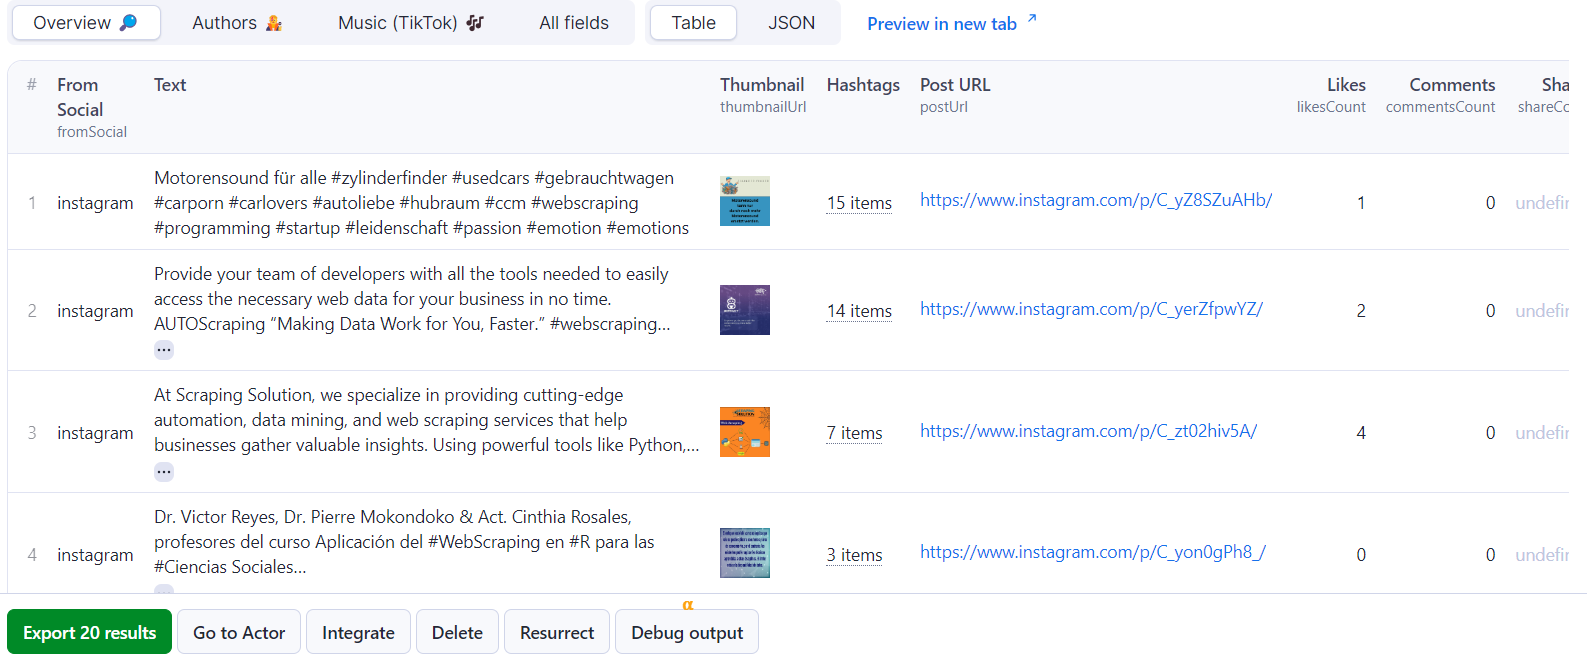 Overview
Authors
Music (TikTok)
All fields
Table
JSON
Preview in new tab
#
From Social
fromSocial
Text
Thumbnail
thumbnailUrl
Hashtags
Post URL
postUrl
Likes
likesCount
Comments
commentsCount
Sha
shareCo
1
instagram
Motorensound für alle #zylinderfinder #usedcars #gebrauchtwagen
#carporn #carlovers #autoliebe #hubraum #ccm #webscraping
#programming #startup #leidenschaft #passion #emotion #emotions
15 items
https://www.instagram.com/p/C_yZ8SZuAHb/
1
0
undefin
2
instagram
Provide your team of developers with all the tools needed to easily
access the necessary web data for your business in no time.
AUTOScraping “Making Data Work for You, Faster.” #webscraping...
...
14 items
https://www.instagram.com/p/C_yerZfpwYZ/
2
0
undefin
3
instagram
At Scraping Solution, we specialize in providing cutting-edge
automation, data mining, and web scraping services that help
businesses gather valuable insights. Using powerful tools like Python,...
...
7 items
https://www.instagram.com/p/C_zt02hiv5A/
4
0
undefin
4
instagram
Dr. Victor Reyes, Dr. Pierre Mokondoko & Act. Cinthia Rosales,
profesores del curso Aplicación del #WebScraping en #R para las
#Ciencias Sociales...
3 items
https://www.instagram.com/p/C_yon0gPh8_/
0
0
undefin
Export 20 results
Go to Actor
Integrate
Delete
Resurrect
Debug output
α